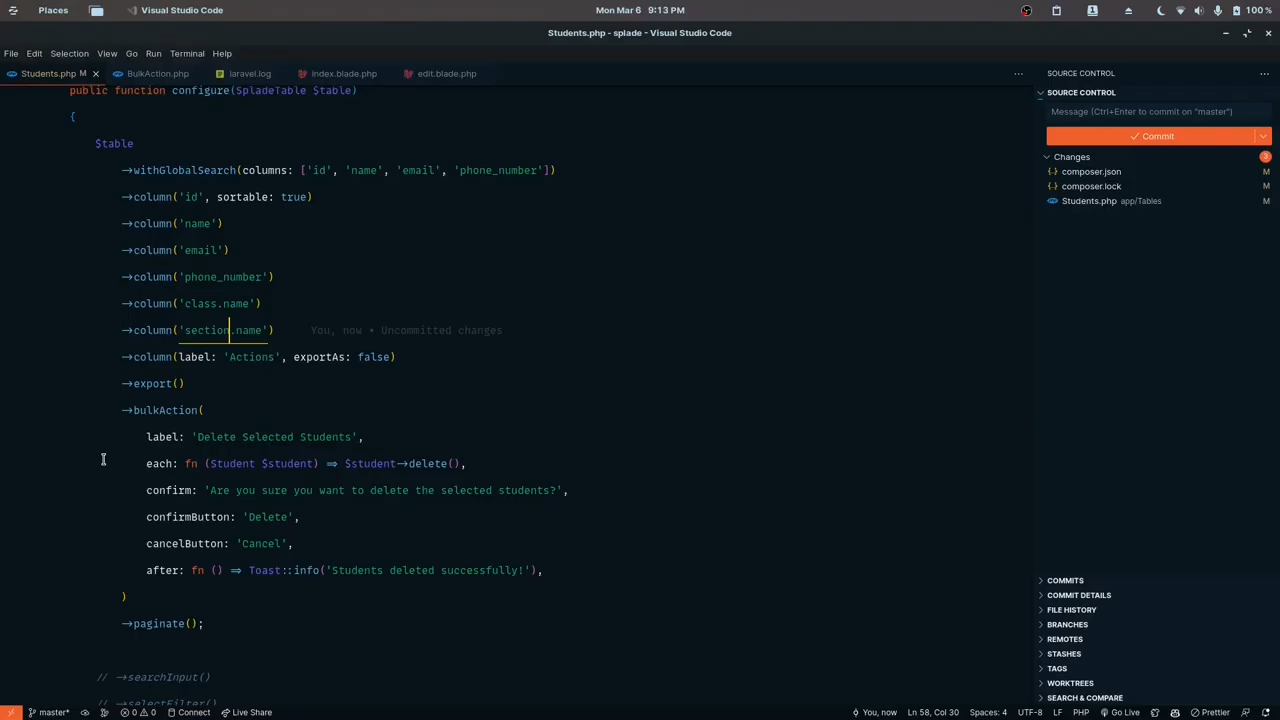 Places
Visual Studio Code
Mon Mar 6 9:13 PM
100 %
Students.php - splade - Visual Studio Code
File Edit Selection View Go Run Terminal Help
Students.php M
BulkAction.php
laravel.log
index.blade.php
edit.blade.php
public function configure(SpladeTable $table)
{
$table
->withGlobalSearch(columns: ['id', 'name', 'email', 'phone_number'])
->column('id', sortable: true)
->column('name')
->column('email')
->column('phone_number')
->column('class.name')
->column('section.name') You, now • Uncommitted changes
->column(label: 'Actions', exportAs: false)
->export()
->bulkAction(
label: 'Delete Selected Students',
each: fn (Student $student) => $student->delete(),
confirm: 'Are you sure you want to delete the selected students?',
confirmButton: 'Delete',
cancelButton: 'Cancel',
after: fn () => Toast::info('Students deleted successfully!'),
)
->paginate();
// ->searchInput()
// ->selectFilter()
SOURCE CONTROL
SOURCE CONTROL
Message (Ctrl+Enter to commit on "master")
Commit
Changes 3
composer.json M
composer.lock M
Students.php app/Tables M
COMMITS
COMMIT DETAILS
FILE HISTORY
BRANCHES
REMOTES
STASHES
TAGS
WORKTREES
SEARCH & COMPARE
master* 0 0 Connect Live Share
You, now Ln 58, Col 30 Spaces: 4 UTF-8 LF PHP Go Live Prettier